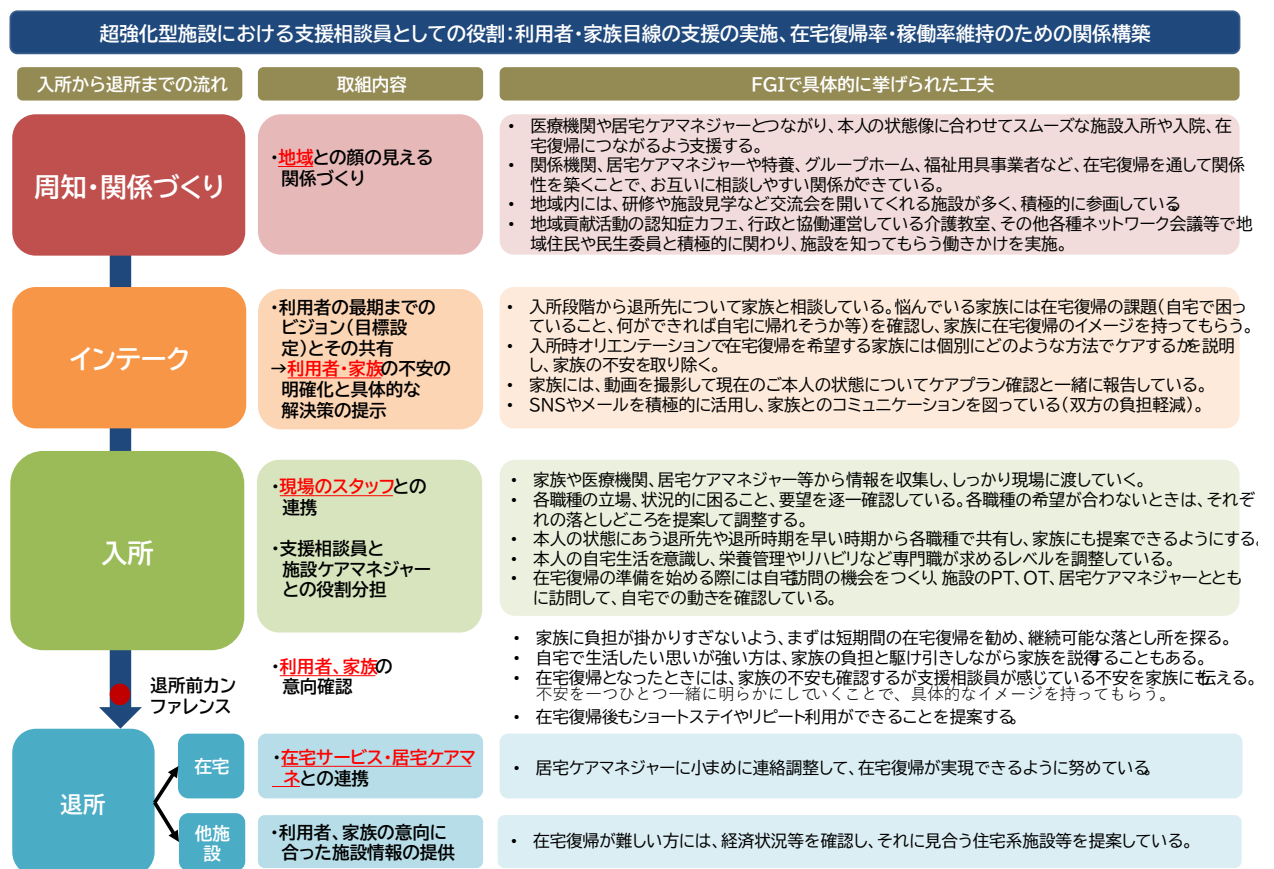 超強化型施設における支援相談員としての役割：利用者・家族目線の支援の実施、在宅復帰率・稼働率維持のための関係構築
入所から退所までの流れ
取組内容
FGIで具体的に挙げられた工夫
周知・関係づくり
・地域との顔の見える
関係づくり
• 医療機関や居宅ケアマネジャーとつながり、本人の状態像に合わせてスムーズな施設入所や入院、在
宅復帰につながるよう支援する。
• 関係機関、居宅ケアマネジャーや特養、グループホーム、福祉用具事業者など、在宅復帰を通して関係
性を築くことで、お互いに相談しやすい関係ができている。
• 地域内には、研修や施設見学など交流会を開いてくれる施設が多く、積極的に参画している
• 地域貢献活動の認知症カフェ、行政と協働運営している介護教室、その他各種ネットワーク会議等で地
域住民や民生委員と積極的に関わり、施設を知ってもらう働きかけを実施。
インテーク
・利用者の最期までの
ビジョン（目標設
定）とその共有
→利用者・家族の不安の
明確化と具体的な
解決策の提示
• 入所段階から退所先について家族と相談している。悩んでいる家族には在宅復帰の課題（自宅で困っ
ていること、何ができれば自宅に帰れそうか等）を確認し、家族に在宅復帰のイメージを持ってもらう。
• 入所時オリエンテーションで在宅復帰を希望する家族には個別にどのような方法でケアするかを説明
し、家族の不安を取り除く。
• 家族には、動画を撮影して現在のご本人の状態についてケアプラン確認と一緒に報告している。
• SNSやメールを積極的に活用し、家族とのコミュニケーションを図っている（双方の負担軽減）。
入所
・現場のスタッフとの
連携
・支援相談員と
施設ケアマネジャー
との役割分担
• 家族や医療機関、居宅ケアマネジャー等から情報を収集し、しっかり現場に渡していく。
• 各職種の立場、状況的に困ること、要望を逐一確認している。各職種の希望が合わないときは、それぞ
れの落としどころを提案して調整する。
• 本人の状態にあう退所先や退所時期を早い時期から各職種で共有し、家族にも提案できるようにする。
• 本人の自宅生活を意識し、栄養管理やリハビリなど専門職が求めるレベルを調整している。
• 在宅復帰の準備を始める際には自宅訪問の機会をつくり、施設のPT、OT、居宅ケアマネジャーととも
に訪問して、自宅での動きを確認している。
退所前カン
ファレンス
・利用者、家族の
意向確認
• 家族に負担が掛かりすぎないよう、まずは短期間の在宅復帰を勧め、継続可能な落とし所を探る。
• 自宅で生活したい思いが強い方は、家族の負担と駆け引きしながら家族を説得することもある。
• 在宅復帰となったときには、家族の不安も確認するが支援相談員が感じている不安を家族にも伝える。
不安を一つひとつ一緒に明らかにしていくことで、具体的なイメージを持ってもらう。
• 在宅復帰後もショートステイやリピート利用ができることを提案する。
退所
在宅
・在宅サービス・居宅ケアマ
ネとの連携
• 居宅ケアマネジャーに小まめに連絡調整して、在宅復帰が実現できるように努めている。
他施
設
・利用者、家族の意向に
合った施設情報の提供
• 在宅復帰が難しい方には、経済状況等を確認し、それに見合う住宅系施設等を提案している。